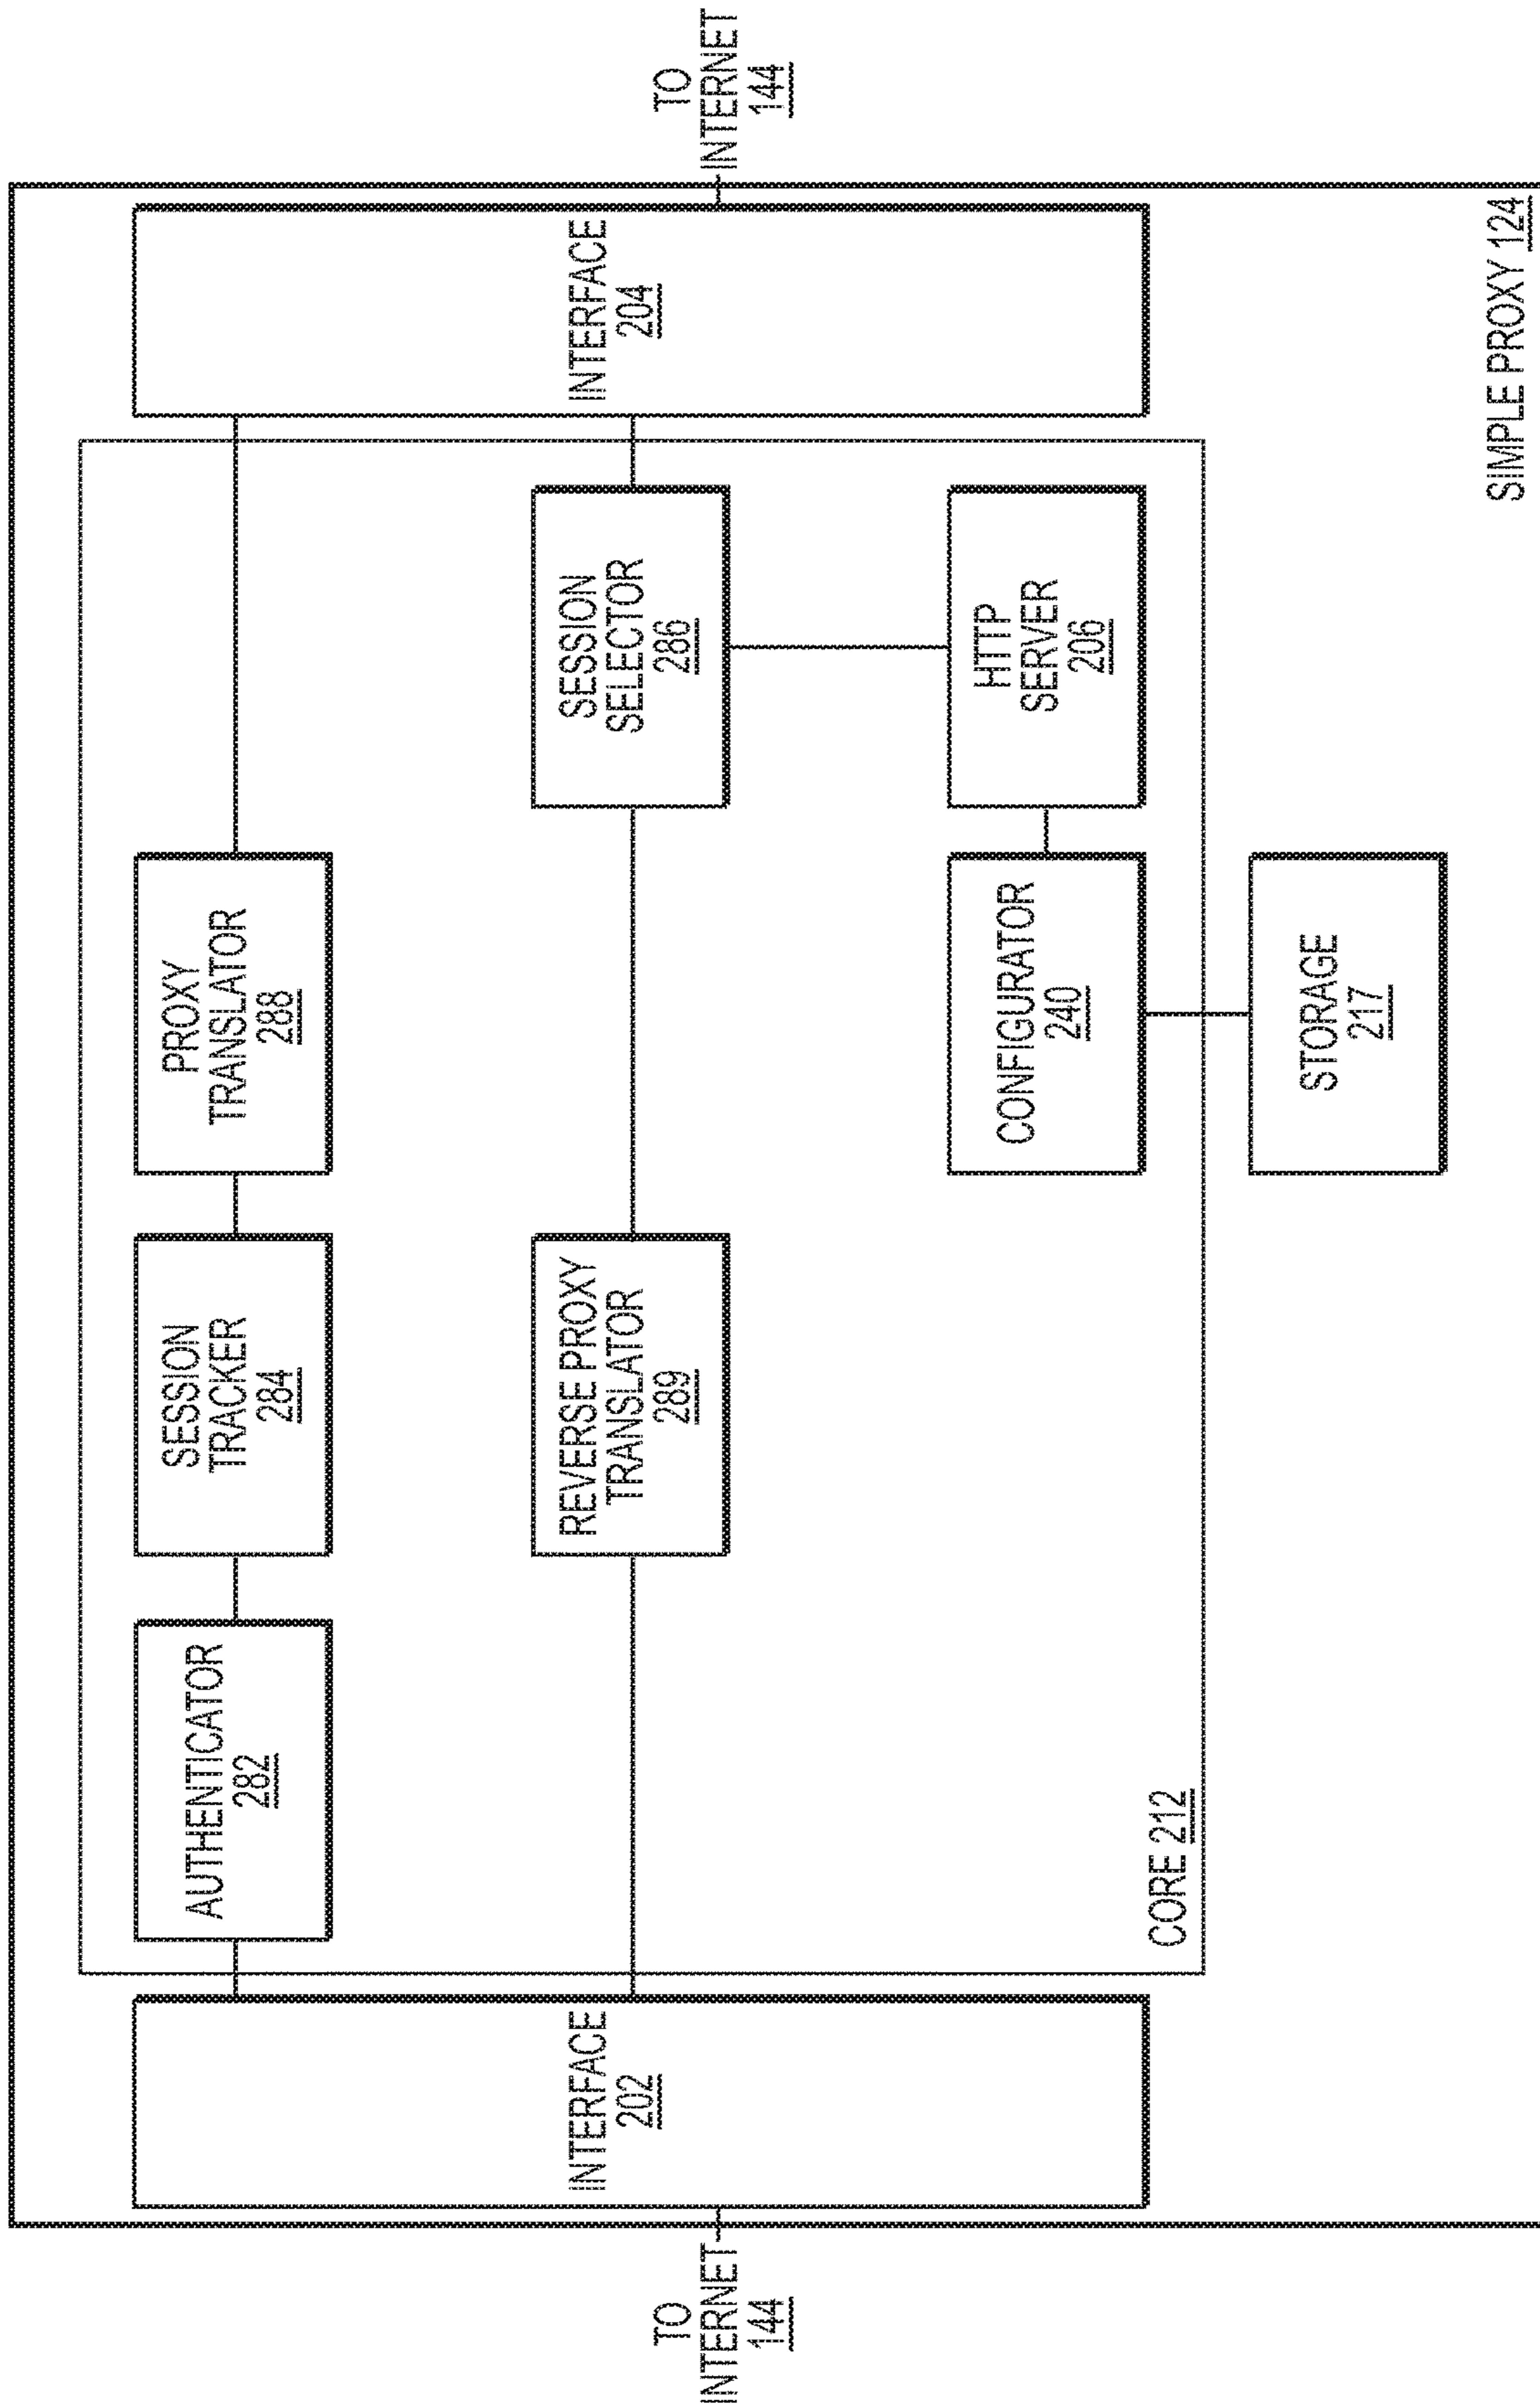 TO
INTERNET
144
INTERFACE
202
AUTHENTICATOR
282
SESSION
TRACKER
284
PROXY
TRANSLATOR
288
REVERSE PROXY
TRANSLATOR
289
SESSION
SELECTOR
286
CONFIGURATOR
240
HTTP
SERVER
206
CORE 212
STORAGE
217
INTERFACE
204
TO
INTERNET
144
SIMPLE PROXY 124